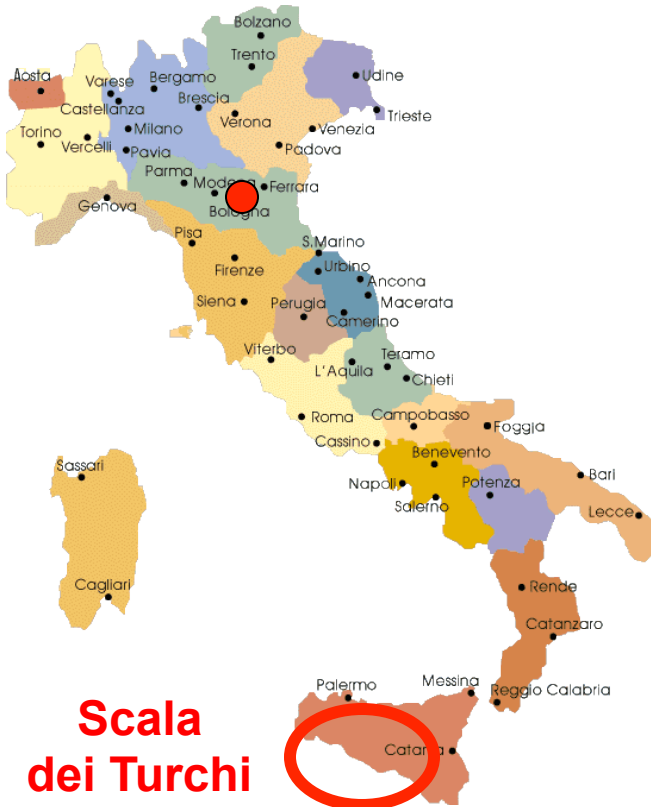 Bolzano
Trento
Aosta
Varese
Bergamo
Udine
Castellanza
Brescia
Verona
Venezia
Trieste
Torino
Vercelli
Milano
Pavia
Padova
Parma
Modena
Ferrara
Genova
Bologna
Pisa
S.Marino
Firenze
Urbino
Ancona
Siena
Perugia
Macerata
Camerino
Viterbo
Teramo
L'Aquila
Chieti
Roma
Campobasso
Foggia
Cassino
Benevento
Sassari
Napoli
Potenza
Bari
Salerno
Lecce
Cagliari
Rende
Catanzaro
Palermo
Messina
Reggio Calabria
Scala
Catania
dei Turchi